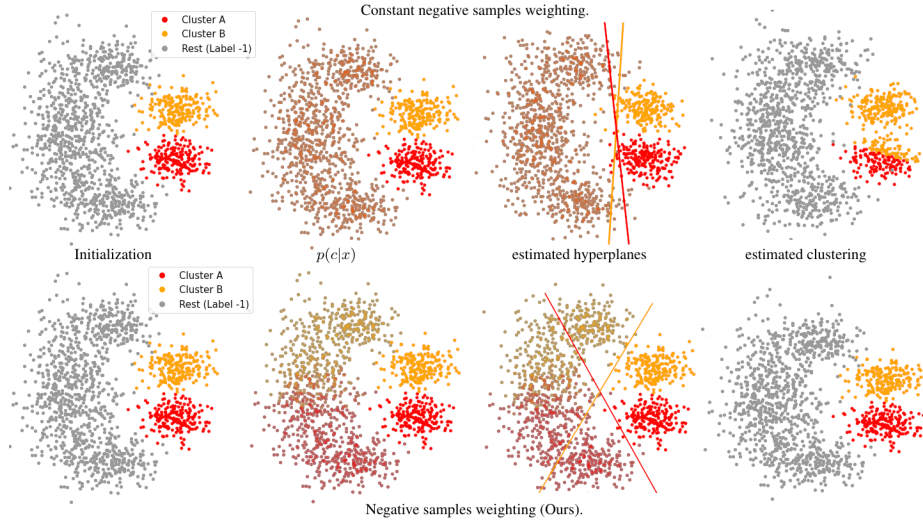 Constant negative samples weighting.
Cluster A
Cluster B
Rest (Label -1)
Initialization
p(c|x)
estimated hyperplanes
estimated clustering
Cluster A
Cluster B
Rest (Label -1)
Negative samples weighting (Ours).